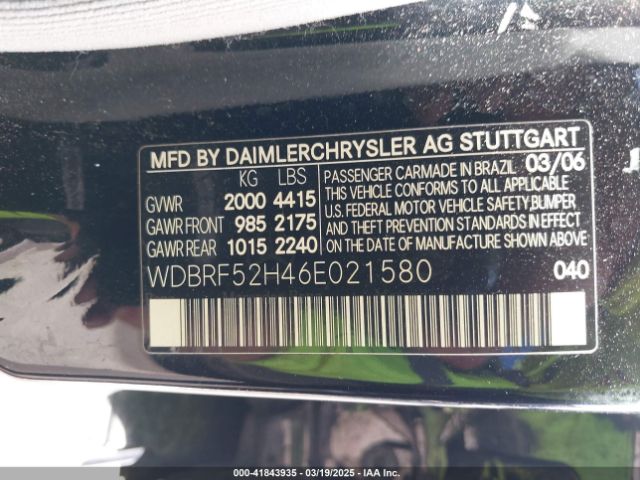 MFD BY DAIMLERCHRYSLER AG STUTTGART
KG LBS
GVWR 2000 4415
GAWR FRONT 985 2175
GAWR REAR 1015 2240
PASSENGER CARMADE IN BRAZIL 03/06
THIS VEHICLE CONFORMS TO ALL APPLICABLE
U.S. FEDERAL MOTOR VEHICLE SAFETY,BUMPER
AND THEFT PREVENTION STANDARDS IN EFFECT
ON THE DATE OF MANUFACTURE SHOWN ABOVE.
WDBRF52H46E021580 040
000-41843935 - 03/19/2025 - IAA Inc.